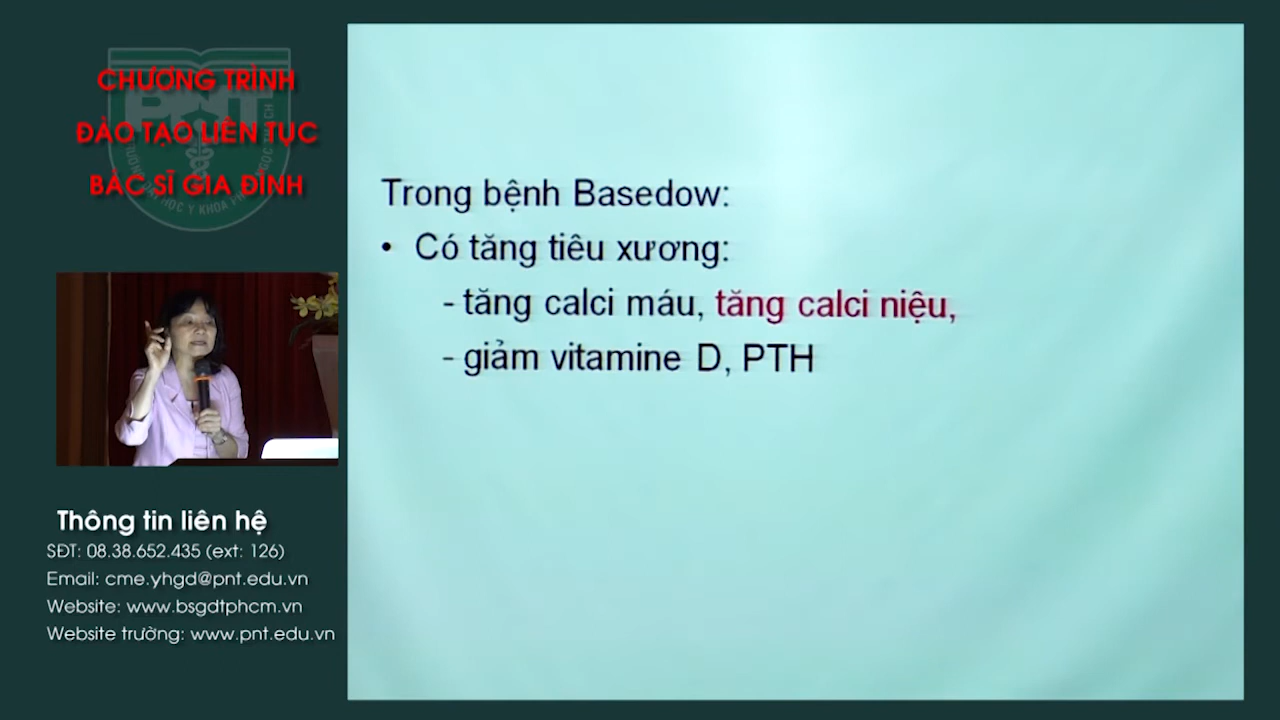 CHƯƠNG TRÌNH
ĐÀO TẠO LIÊN TỤC
BÁC SĨ GIA ĐÌNH
PNT
Thông tin liên hệ
SĐT: 08.38.652.435 (ext: 126)
Email: cme.yhgd@pnt.edu.vn
Website: www.bsgdtphcm.vn
Website trường: www.pnt.edu.vn
Trong bệnh Basedow:
• Có tăng tiêu xương:
- tăng calci máu, tăng calci niệu,
- giảm vitamine D, PTH